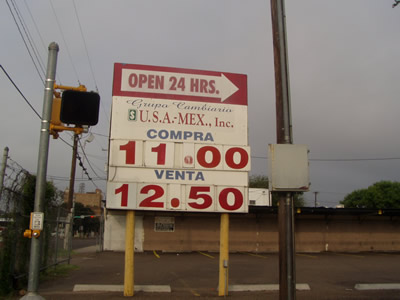 OPEN 24 HRS.
Grupo Cambiario
$ U.S.A.-MEX., Inc.
COMPRA
11.00
VENTA
12.50